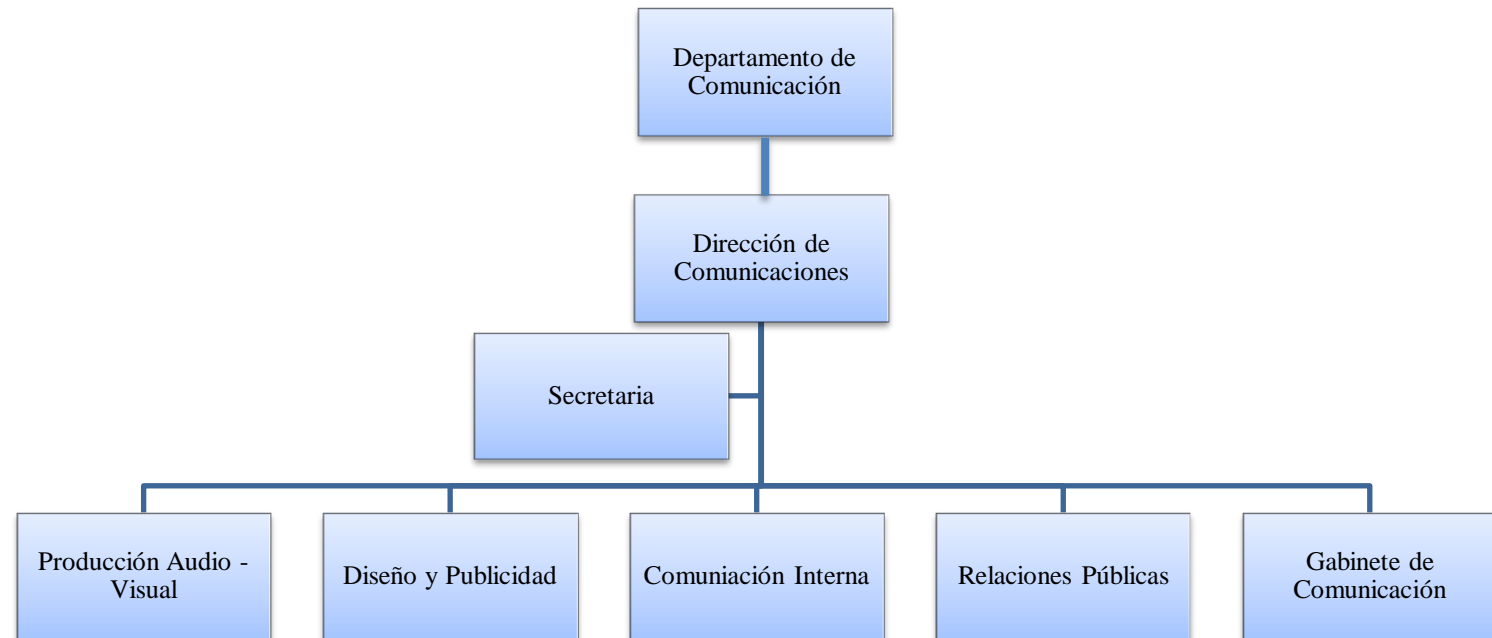 Departamento de
Comunicación
Dirección de
Comunicaciones
Secretaria
Producción Audio -
Visual
Diseño y Publicidad
Comuniación Interna
Relaciones Públicas
Gabinete de
Comunicación